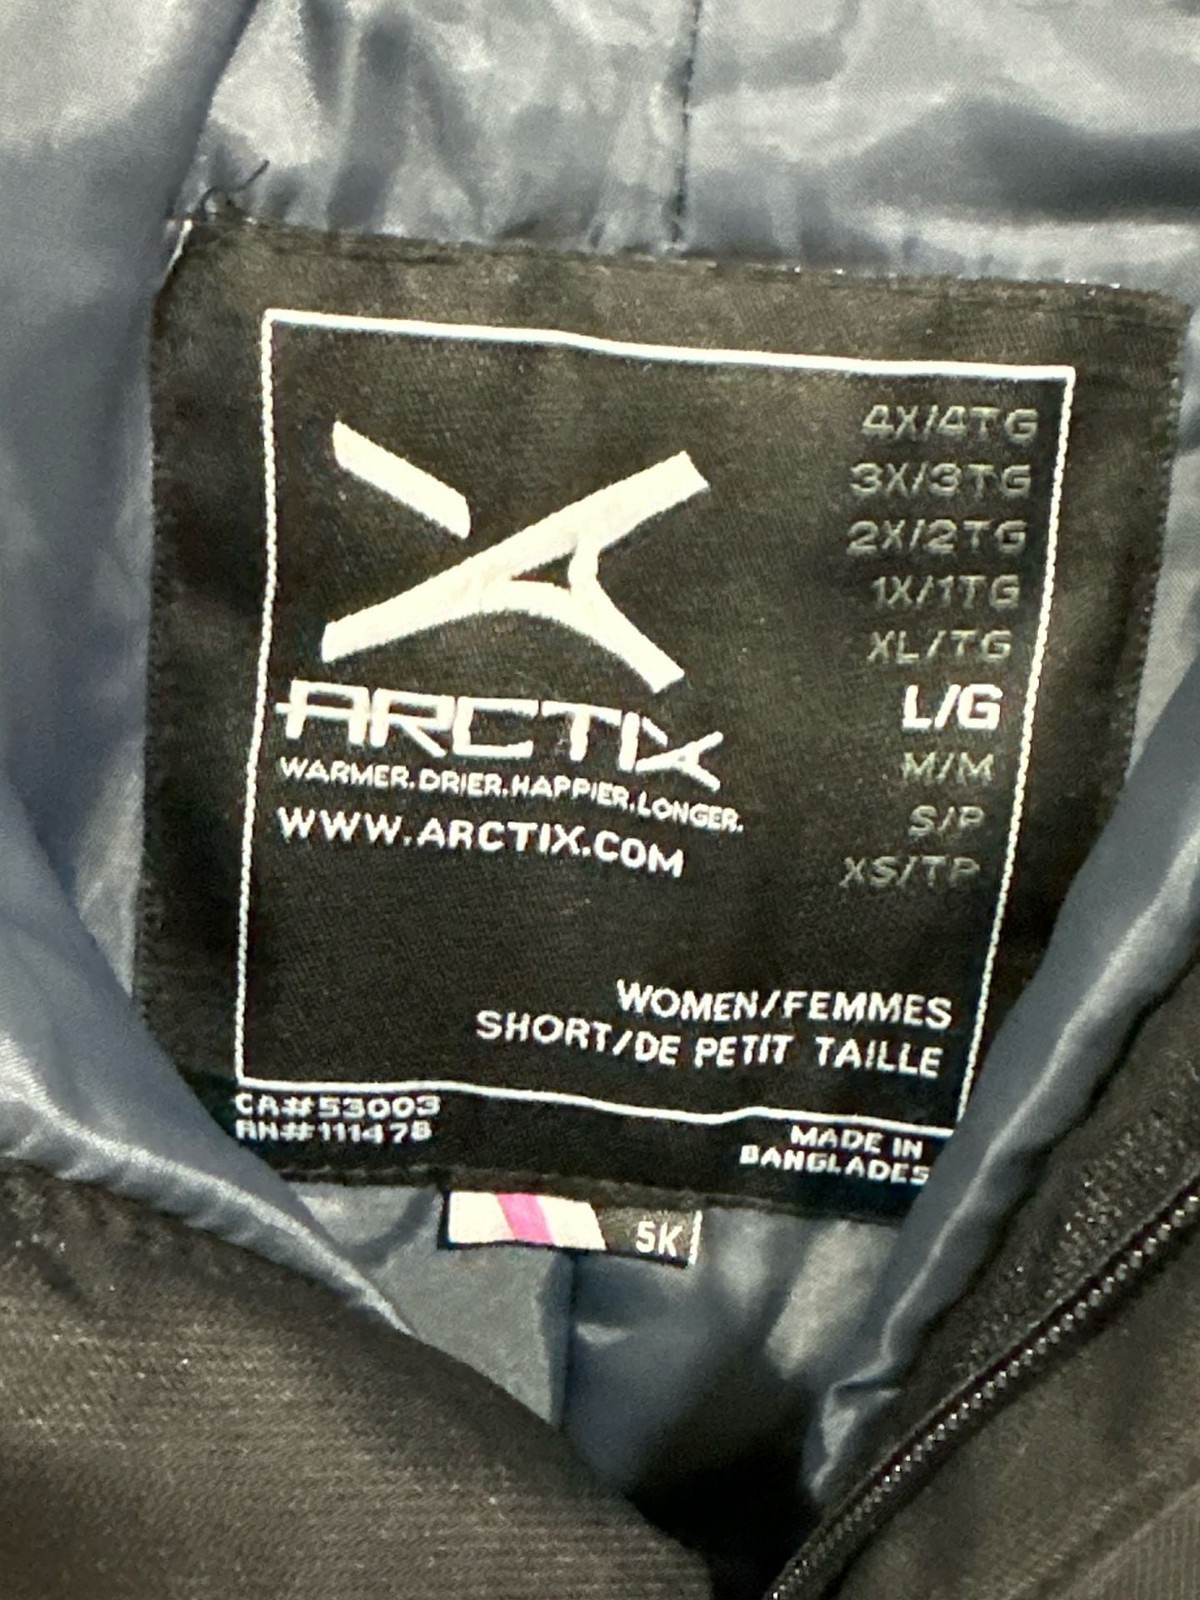 4X/4TG
3X/3TG
2X/2TG
1X/1TG
XL/TG
L/G
M/M
S/P
XS/TP
ARCTIX
WARMER.DRIER.HAPPIER.LONGER.
WWW.ARCTIX.COM
WOMEN/FEMMES
SHORT/DE PETIT TAILLE
CA#53003
RN#111478
MADE IN
BANGLADES
5K